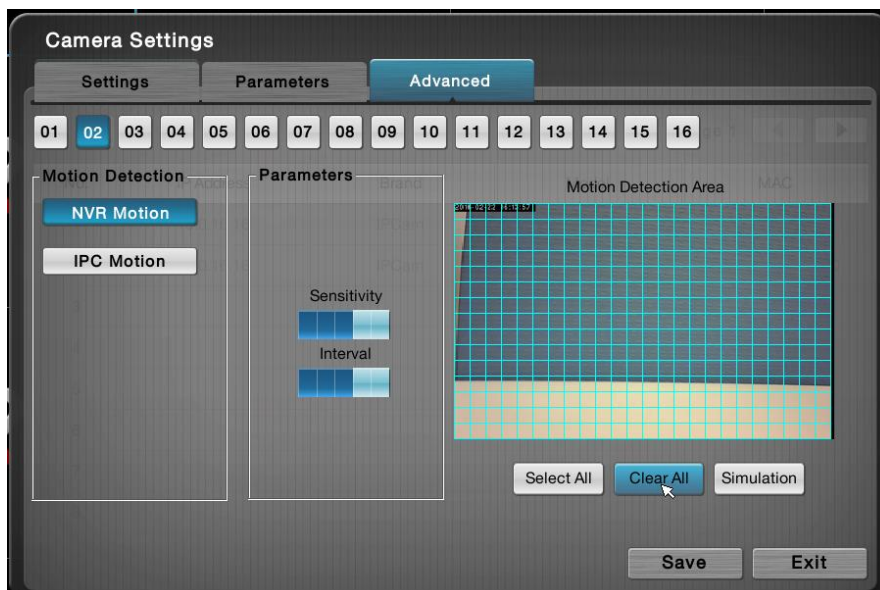 Camera Settings
Settings Parameters Advanced
01 02 03 04 05 06 07 08 09 10 11 12 13 14 15 16
Motion Detection Parameters
Brand
MAC
Motion Detection Area
NVR Motion
IPC Motion
Sensitivity
Interval
Select All Clear All Simulation
Save Exit